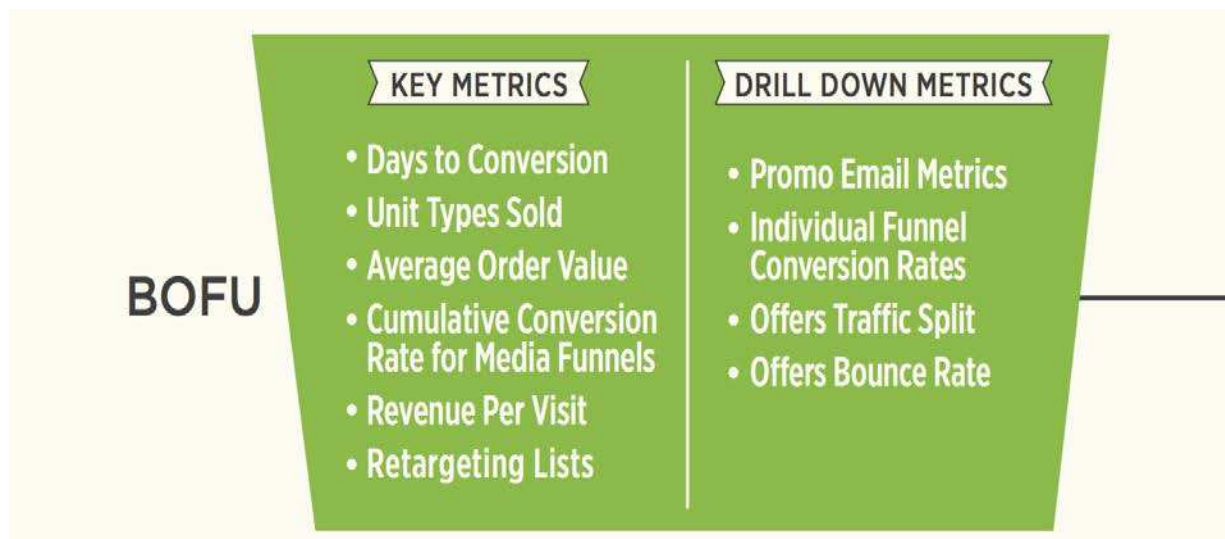 BOFU
KEY METRICS
• Days to Conversion
• Unit Types Sold
• Average Order Value
• Cumulative Conversion
Rate for Media Funnels
• Revenue Per Visit
• Retargeting Lists
DRILL DOWN METRICS
• Promo Email Metrics
• Individual Funnel
Conversion Rates
• Offers Traffic Split
• Offers Bounce Rate